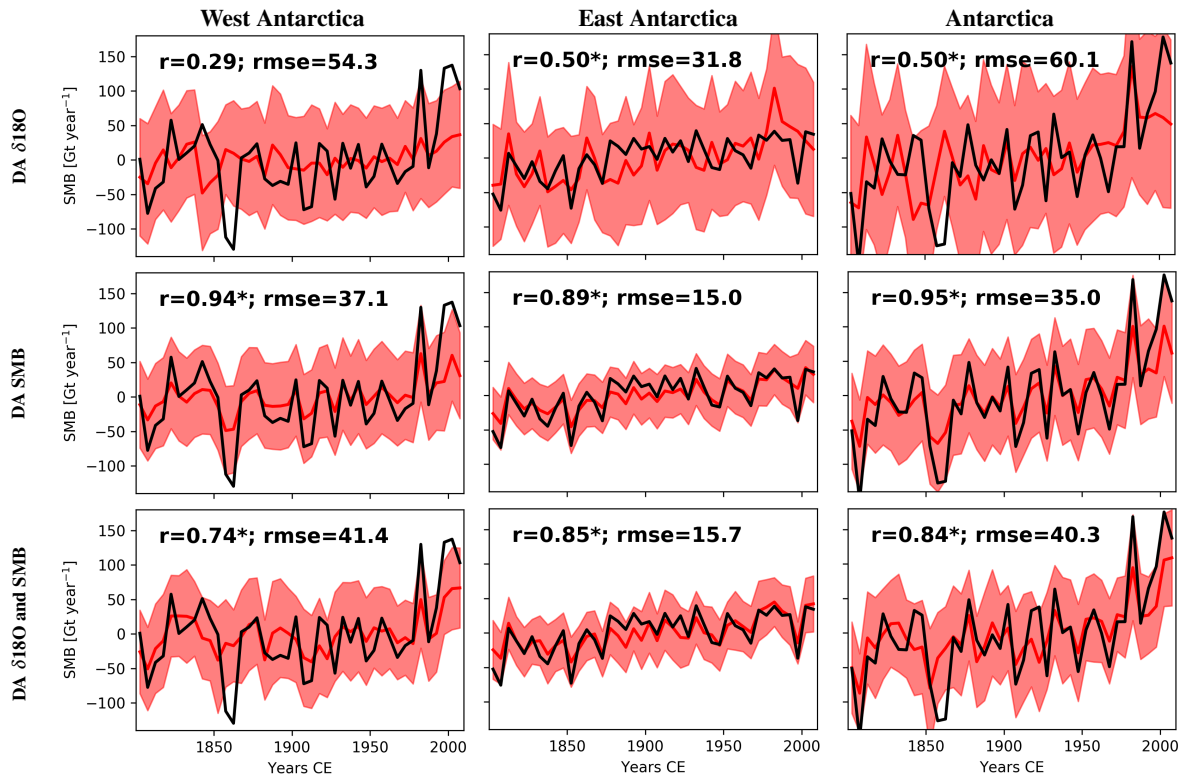 West Antarctica East Antarctica Antarctica
DA δ18O
SMB [Gt year⁻¹]
150
100
50
0
−50
−100
r=0.29; rmse=54.3
r=0.50*; rmse=31.8
r=0.50*; rmse=60.1
DA SMB
SMB [Gt year⁻¹]
150
100
50
0
−50
−100
r=0.94*; rmse=37.1
r=0.89*; rmse=15.0
r=0.95*; rmse=35.0
DA δ18O and SMB
SMB [Gt year⁻¹]
150
100
50
0
−50
−100
r=0.74*; rmse=41.4
r=0.85*; rmse=15.7
r=0.84*; rmse=40.3
1850 1900 1950 2000 1850 1900 1950 2000 1850 1900 1950 2000
Years CE Years CE Years CE